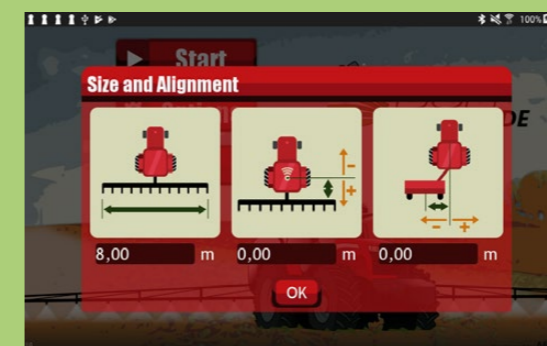 100%
Start
Size and Alignment
DE
-
+
- +
8,00 m 0,00 m 0,00 m
OK